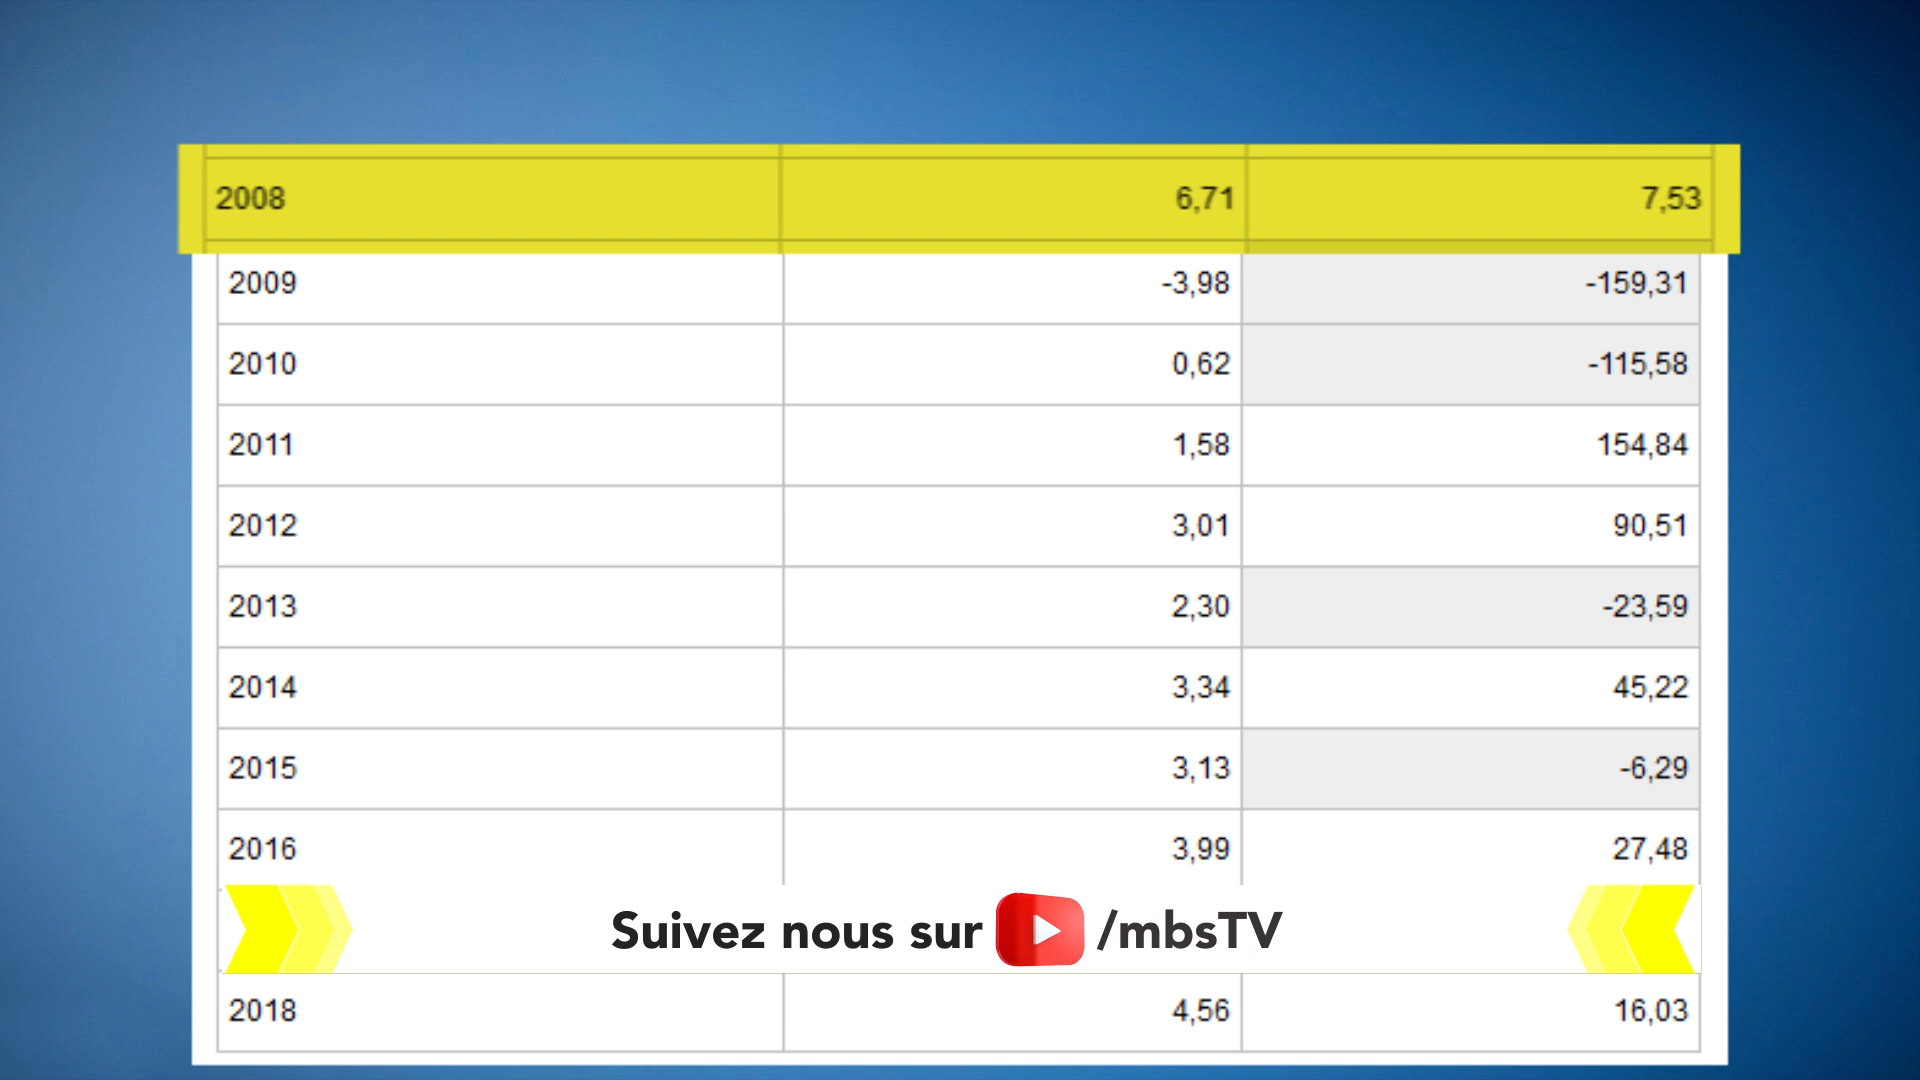 2008 6,71 7,53
2009 -3,98 -159,31
2010 0,62 -115,58
2011 1,58 154,84
2012 3,01 90,51
2013 2,30 -23,59
2014 3,34 45,22
2015 3,13 -6,29
2016 3,99 27,48
Suivez nous sur /mbsTV
2018 4,56 16,03